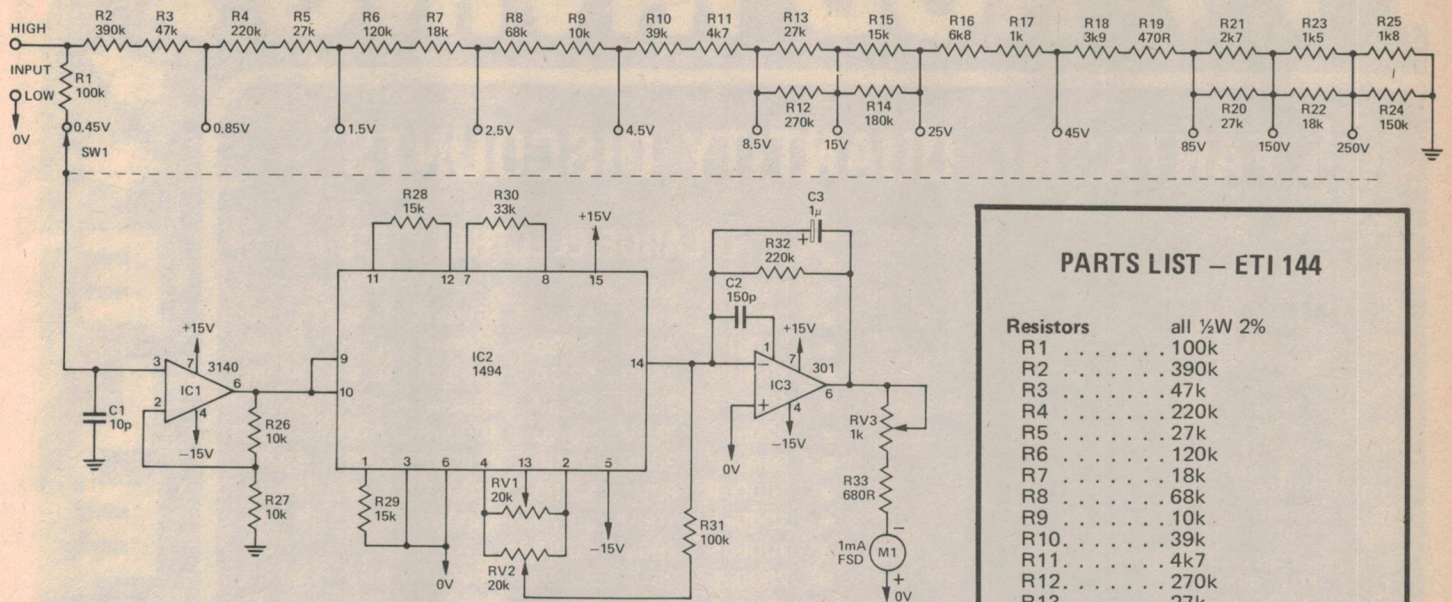 HIGH
INPUT
LOW
0V
R2
390k
R3
47k
R4
220k
R5
27k
R6
120k
R7
18k
R8
68k
R9
10k
R10
39k
R11
4k7
R13
27k
R15
15k
R16
6k8
R17
1k
R18
3k9
R19
470R
R21
2k7
R23
1k5
R25
1k8
R1
100k
R12
270k
R14
180k
R20
27k
R22
18k
R24
150k
0.45V
0.85V
1.5V
2.5V
4.5V
8.5V
15V
25V
45V
85V
150V
250V
SW1
R28
15k
R30
33k
+15V
11
12
7
8
15
C3
1µ
+
R32
220k
C2
150p
+15V
3
7
3140
IC1
6
2
4
–15V
C1
10p
R26
10k
R27
10k
9
10
IC2
1494
14
1
7
301
–
IC3
+
6
4
–15V
0V
1
3
6
4
13
2
5
R29
15k
0V
RV1
20k
RV2
20k
–15V
R31
100k
RV3
1k
R33
680R
–
1mA
FSD
M1
+
0V
PARTS LIST – ETI 144
Resistors all ½W 2%
R1 . . . . . . . 100k
R2 . . . . . . . 390k
R3 . . . . . . . 47k
R4 . . . . . . . 220k
R5 . . . . . . . 27k
R6 . . . . . . . 120k
R7 . . . . . . . 18k
R8 . . . . . . . 68k
R9 . . . . . . . 10k
R10. . . . . . . 39k
R11. . . . . . . 4k7
R12. . . . . . . 270k
R13 27k